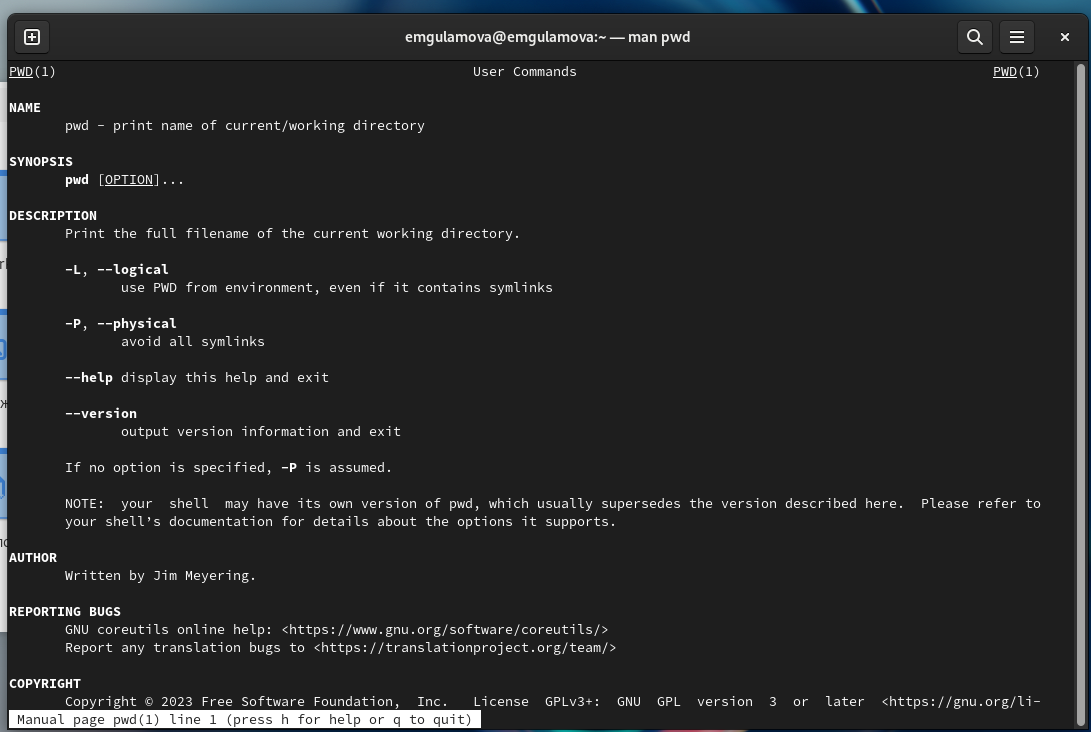 emgulamova@emgulamova:~ — man pwd
PWD(1) User Commands PWD(1)
NAME
pwd - print name of current/working directory
SYNOPSIS
pwd [OPTION]...
DESCRIPTION
Print the full filename of the current working directory.
-L, --logical
use PWD from environment, even if it contains symlinks
-P, --physical
avoid all symlinks
--help display this help and exit
--version
output version information and exit
If no option is specified, -P is assumed.
NOTE: your shell may have its own version of pwd, which usually supersedes the version described here. Please refer to
your shell’s documentation for details about the options it supports.
AUTHOR
Written by Jim Meyering.
REPORTING BUGS
GNU coreutils online help: <https://www.gnu.org/software/coreutils/>
Report any translation bugs to <https://translationproject.org/team/>
COPYRIGHT
Copyright © 2023 Free Software Foundation, Inc. License GPLv3+: GNU GPL version 3 or later <https://gnu.org/li-
Manual page pwd(1) line 1 (press h for help or q to quit)